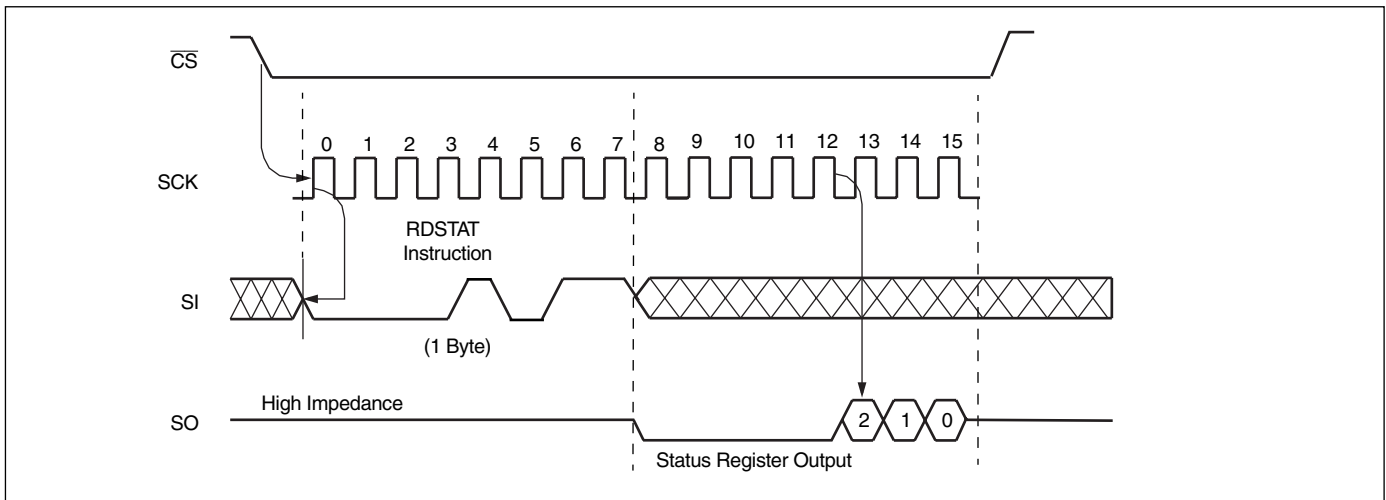 CS
0 1 2 3 4 5 6 7 8 9 10 11 12 13 14 15
SCK
RDSTAT
Instruction
SI
(1 Byte)
High Impedance
SO
2 1 0
Status Register Output